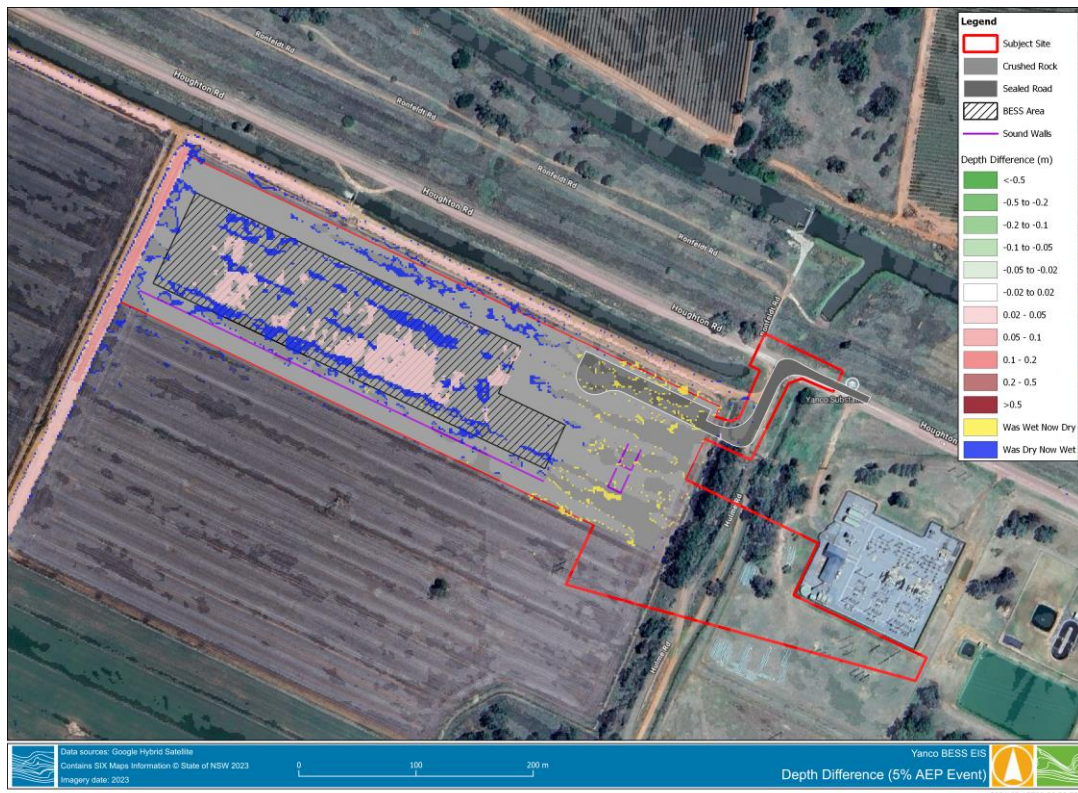 Legend
Subject Site
Crushed Rock
Sealed Road
BESS Area
Sound Walls
Depth Difference (m)
<-0.5
-0.5 to -0.2
-0.2 to -0.1
-0.1 to -0.05
-0.05 to -0.02
-0.02 to 0.02
0.02 - 0.05
0.05 - 0.1
0.1 - 0.2
0.2 - 0.5
>0.5
Was Wet Now Dry
Was Dry Now Wet
Ronfeldt Rd
Houghton Rd
Ronfeldt Rd
Ronfeldt Rd
Houghton Rd
Ronfeldt Rd
Houghton Rd
Ronfeldt Rd
Yanco Substa
Houghton
Rd
Hulme Rd
Data sources: Google Hybrid Satellite
Contains SIX Maps Information © State of NSW 2023
Imagery date: 2023
0 100 200 m
Yanco BESS EIS
Depth Difference (5% AEP Event)